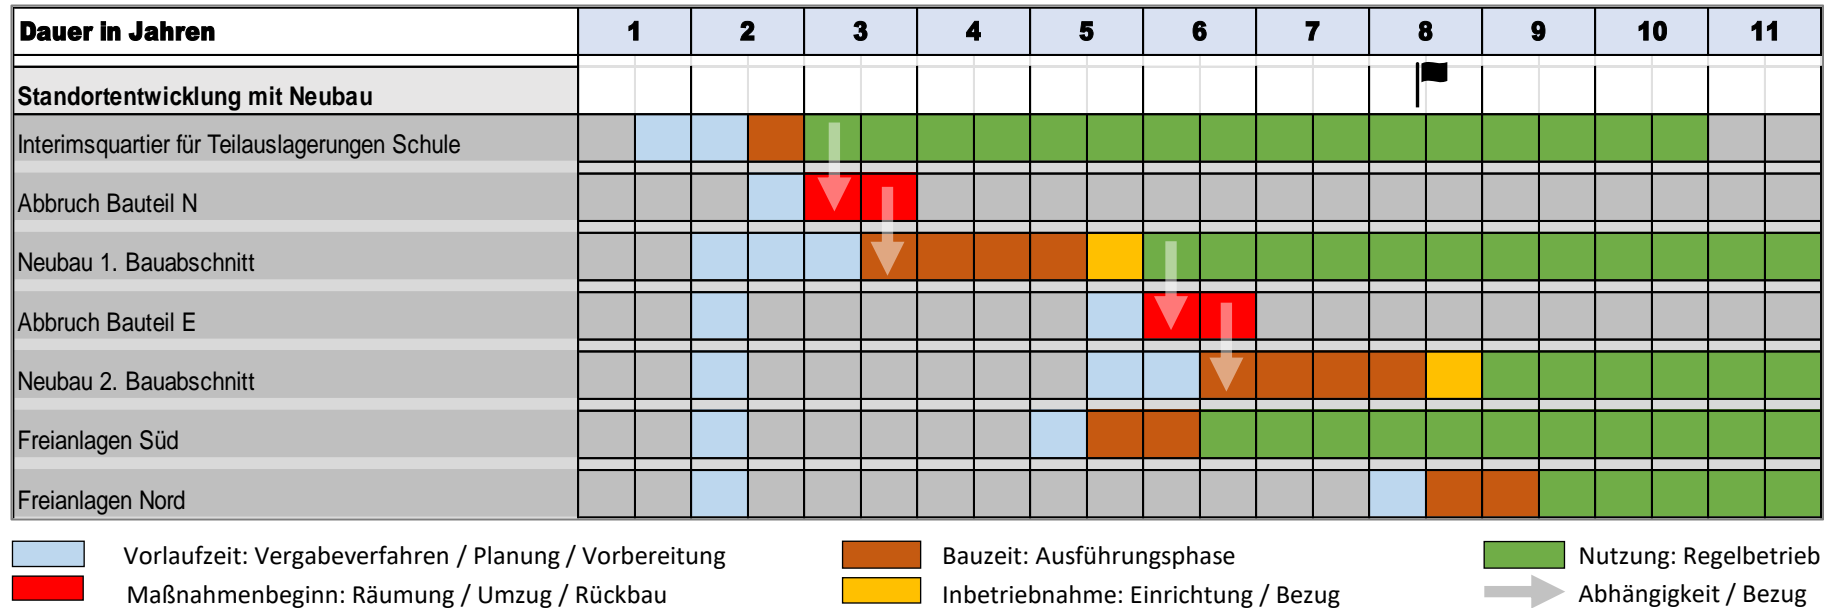 Dauer in Jahren 1 2 3 4 5 6 7 8 9 10 11
Standortentwicklung mit Neubau
Interimsquartier für Teilauslagerungen Schule
Abbruch Bauteil N
Neubau 1. Bauabschnitt
Abbruch Bauteil E
Neubau 2. Bauabschnitt
Freianlagen Süd
Freianlagen Nord
Vorlaufzeit: Vergabeverfahren / Planung / Vorbereitung Bauzeit: Ausführungsphase Nutzung: Regelbetrieb
Maßnahmenbeginn: Räumung / Umzug / Rückbau Inbetriebnahme: Einrichtung / Bezug Abhängigkeit / Bezug